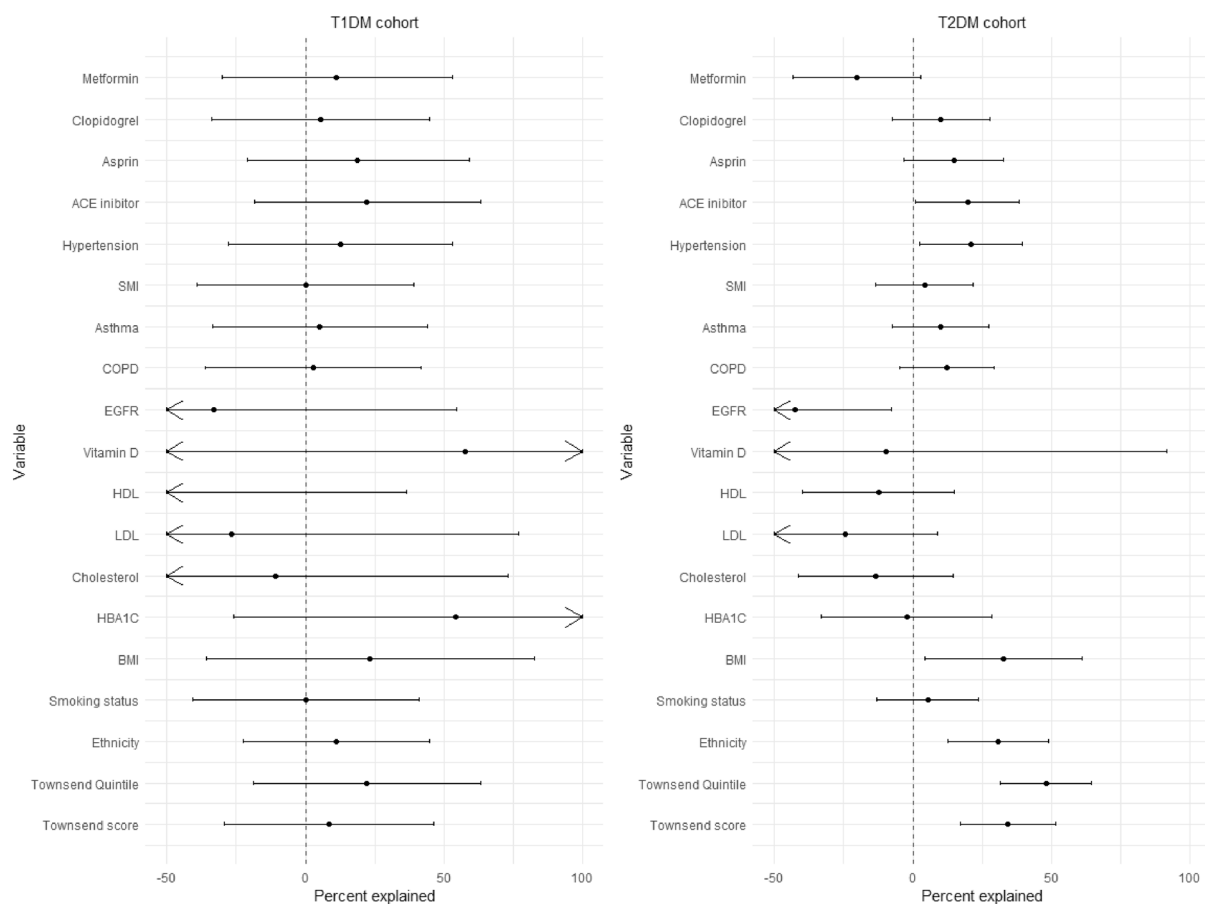 T1DM cohort
Variable
Metformin
Clopidogrel
Asprin
ACE inibitor
Hypertension
SMI
Asthma
COPD
EGFR
Vitamin D
HDL
LDL
Cholesterol
HBA1C
BMI
Smoking status
Ethnicity
Townsend Quintile
Townsend score
-50 0 50 100
Percent explained
T2DM cohort
Variable
Metformin
Clopidogrel
Asprin
ACE inibitor
Hypertension
SMI
Asthma
COPD
EGFR
Vitamin D
HDL
LDL
Cholesterol
HBA1C
BMI
Smoking status
Ethnicity
Townsend Quintile
Townsend score
-50 0 50 100
Percent explained